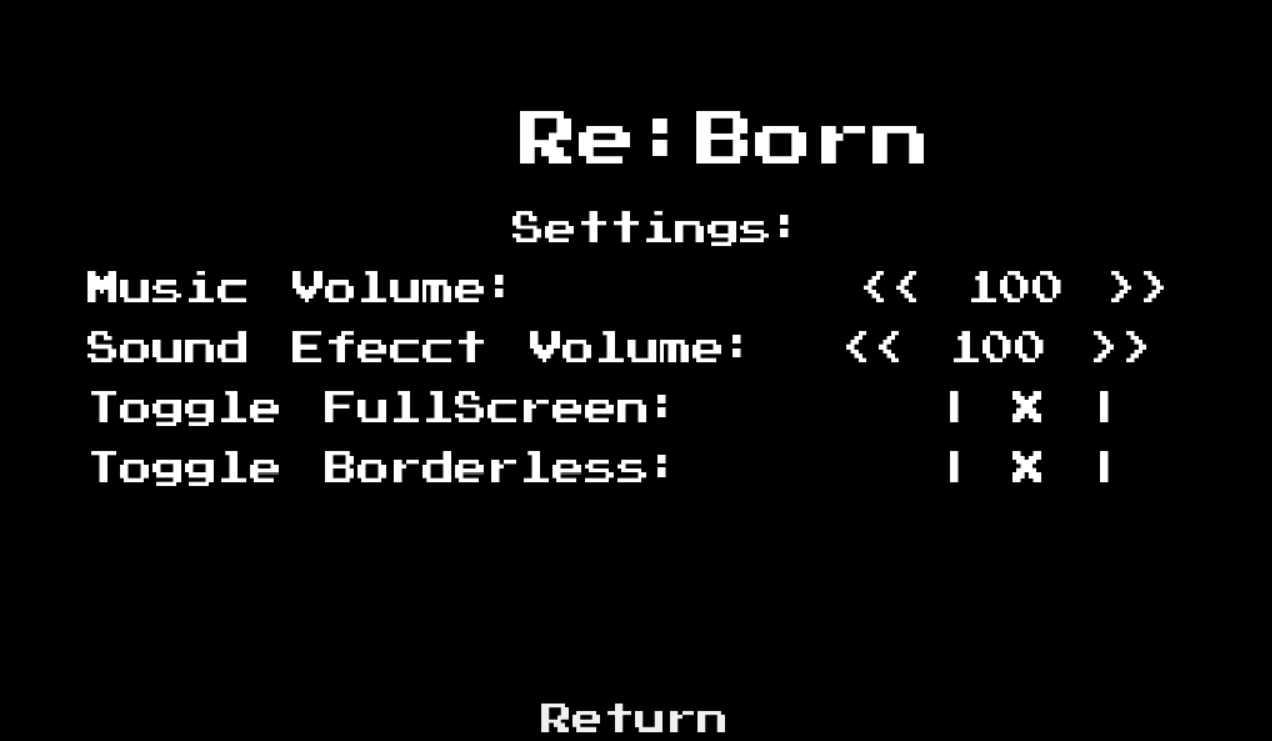 Re:Born
Settings:
Music Volume: << 100 >>
Sound Efecct Volume: << 100 >>
Toggle FullScreen: | X |
Toggle Borderless: | X |
Return